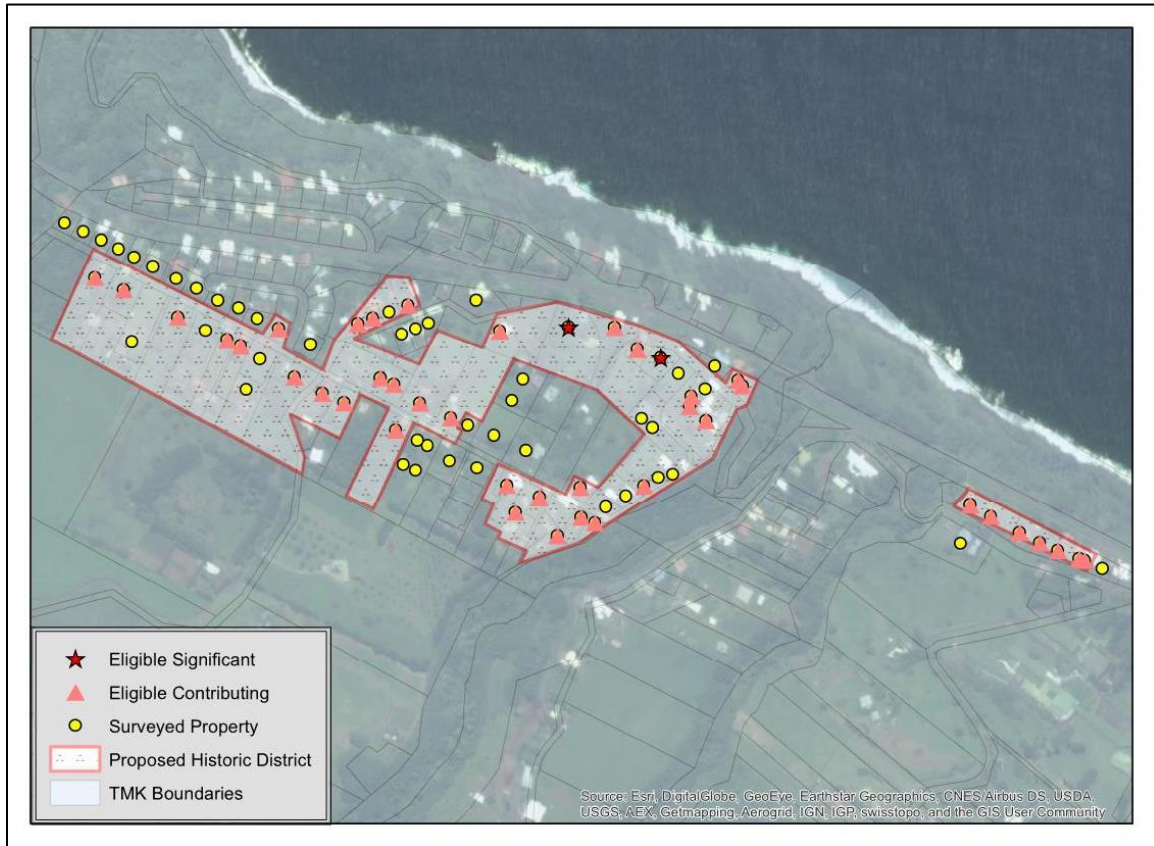 Eligible Significant
Eligible Contributing
Surveyed Property
Proposed Historic District
TMK Boundaries
Source: Esri, DigitalGlobe, GeoEye, Earthstar Geographics, CNES/Airbus DS, USDA,
USGS, AEX, Getmapping, Aerogrid, IGN, IGP, swisstopo, and the GIS User Community